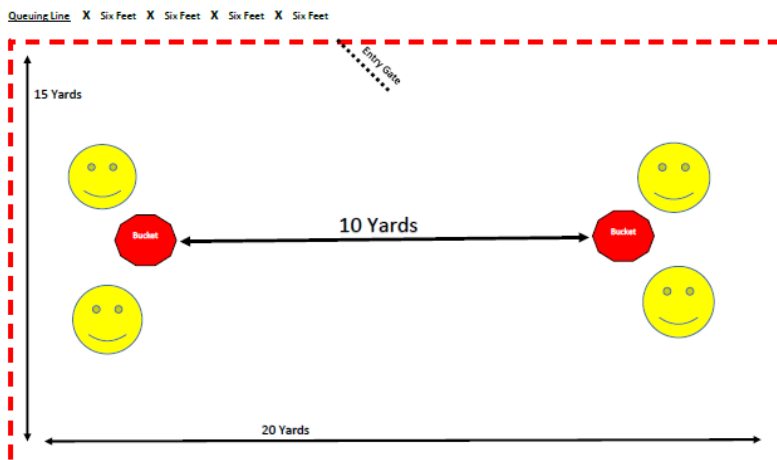 Queuing Line X Six Feet X Six Feet X Six Feet X Six Feet
Entry Gate
15 Yards
10 Yards
Bucket
Bucket
20 Yards